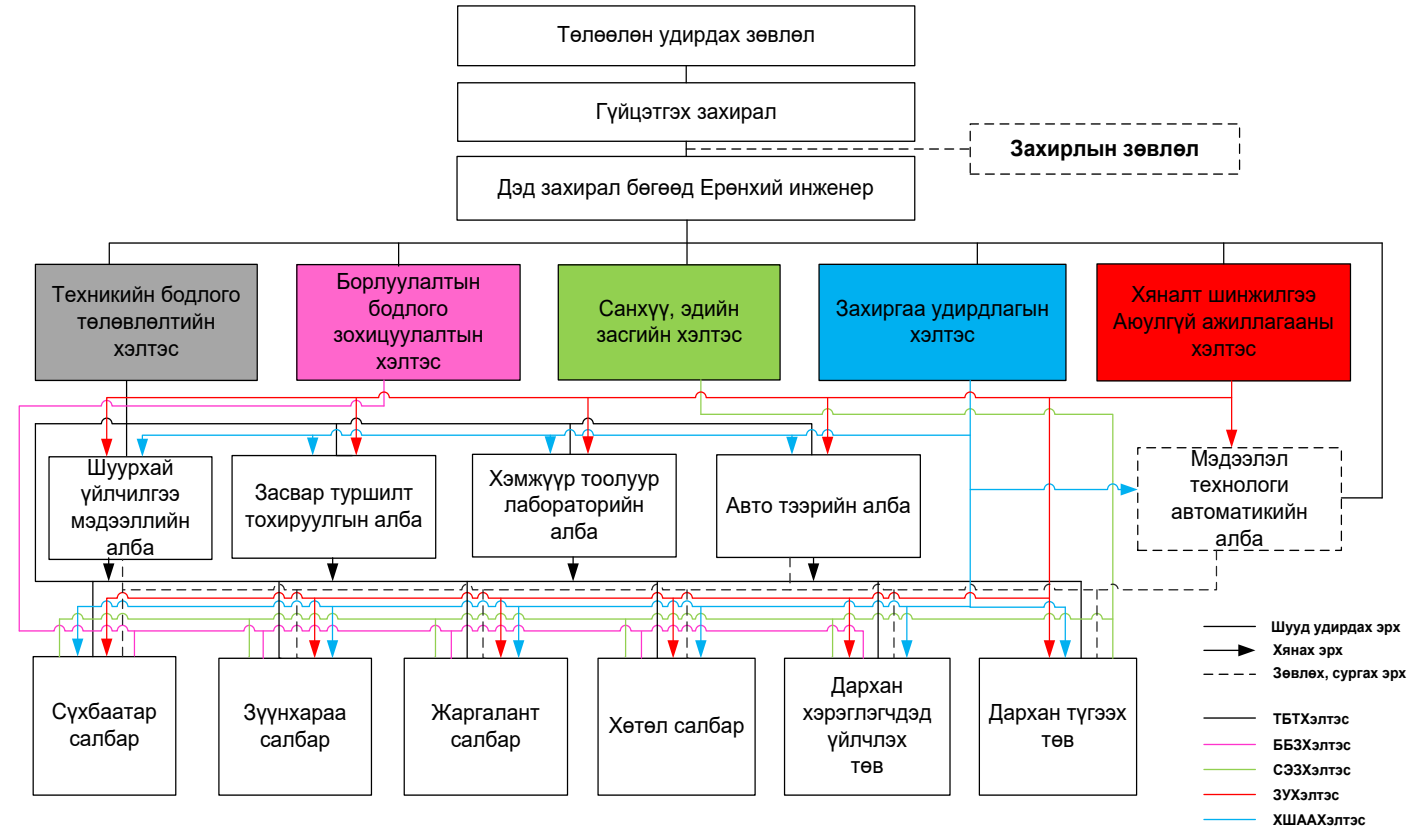 Төлөөлөн удирдах зөвлөл
Гүйцэтгэх захирал
Захирлын зөвлөл
Дэд захирал бөгөөд Ерөнхий инженер
Техникийн бодлого
төлөвлөлтийн
хэлтэс
Борлуулалтын
бодлого
зохицуулалтын
хэлтэс
Санхүү, эдийн
засгийн хэлтэс
Захиргаа удирдлагын
хэлтэс
Хяналт шинжилгээ
Аюулгүй ажиллагааны
хэлтэс
Шуурхай
үйлчилгээ
мэдээллийн
алба
Засвар туршилт
тохируулгын алба
Хэмжүүр тоолуур
лабораторийн
алба
Авто тээрийн алба
Мэдээлэл
технологи
автоматикийн
алба
Сүхбаатар
салбар
Зүүнхараа
салбар
Жаргалант
салбар
Хөтөл салбар
Дархан
хэрэглэгчдэд
үйлчлэх
төв
Дархан түгээх
төв
Шууд удирдах эрх
Хянах эрх
Зөвлөх, сургах эрх
ТБТХэлтэс
ББЗХэлтэс
СЭЗХэлтэс
ЗУХэлтэс
ХШААХэлтэс